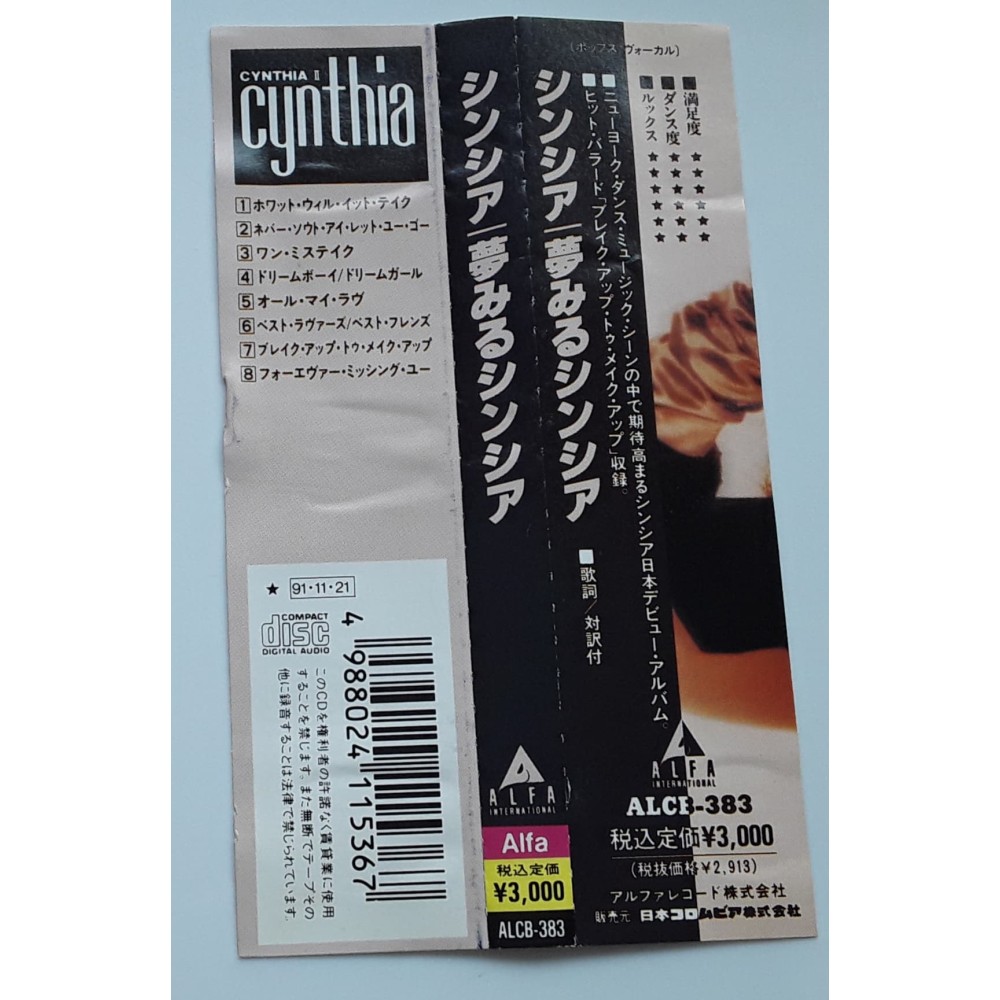 CYNTHIA II
cynthia
1 ホワット・ウィル・イット・テイク
2 ネバー・ソウト・アイ・レット・ユー・ゴー
3 ワン・ミステイク
4 ドリームボーイ/ドリームガール
5 オール・マイ・ラヴ
6 ベスト・ラヴァーズ/ベスト・フレンズ
7 ブレイク・アップ・トゥ・メイク・アップ
8 フォーエヴァー・ミッシング・ユー
★ 91・11・21
COMPACT
disc
DIGITAL AUDIO
4 988024 115367
このCDを権利者の許諾なく賃貸業に使用
することを禁じます。また無断でテープその
他に録音することは法律で禁じられています。
シンシア/夢みるシンシア
ALFA
INTERNATIONAL
Alfa
税込定価
¥3,000
ALCB-383
(ポップス ヴォーカル)
シンシア/夢みるシンシア
■満足度 ★★★★★★
■ダンス度 ★★★★★★
■ルックス ★★★★★★
■ニューヨーク・ダンス・ミュージック・シーンの中で期待高まるシンシア日本デビュー・アルバム。
■ヒット・バラード「ブレイク・アップ・トゥ・メイク・アップ」収録。
■歌詞/対訳付
ALFA
INTERNATIONAL
ALCB-383
税込定価¥3,000
(税抜価格¥2,913)
アルファレコード株式会社
販売元 日本コロムビア株式会社